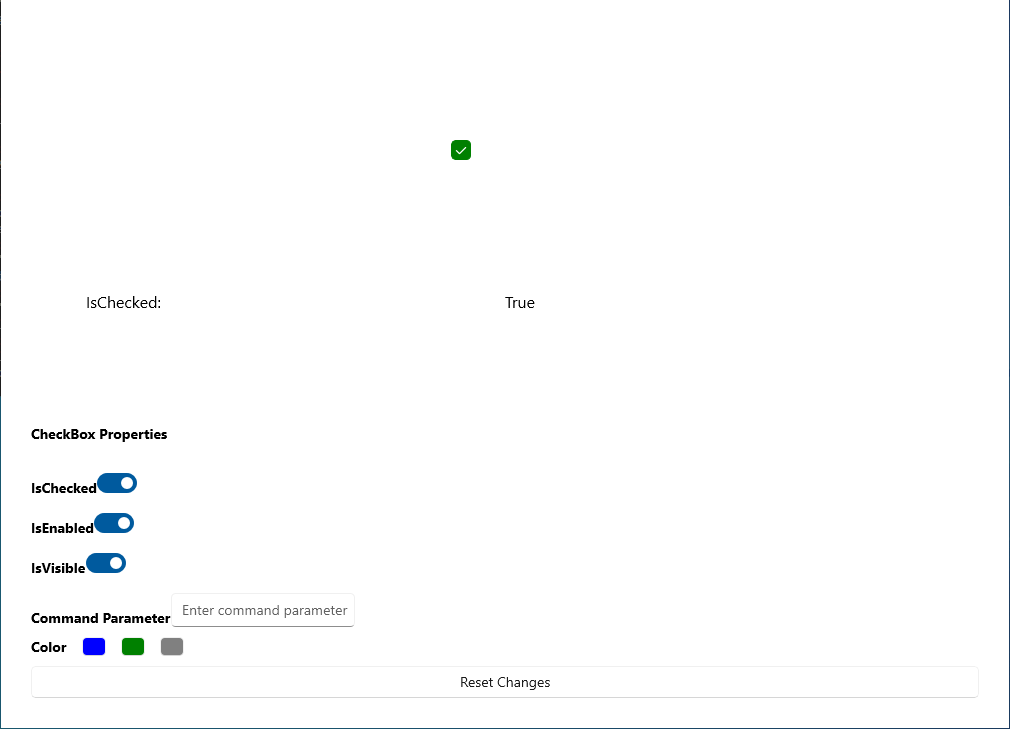 IsChecked: True
CheckBox Properties
IsChecked
IsEnabled
IsVisible
Command Parameter Enter command parameter
Color
Reset Changes